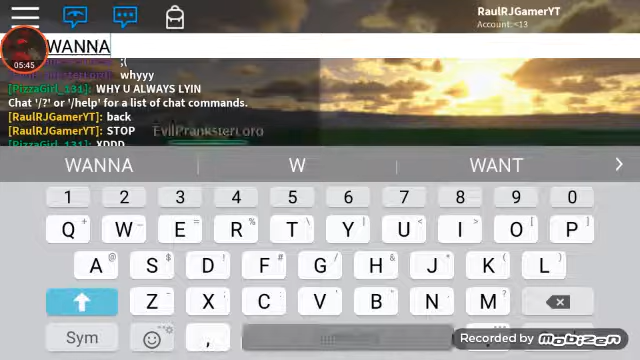 RaulRJGamerYT
Account: <13
WANNA
05:45
;(
whyyy
[PizzaGirl_131]: WHY U ALWAYS LYIN
Chat '/?' or '/help' for a list of chat commands.
[RaulRJGamerYT]: back
[RaulRJGamerYT]: STOP
EvilPranksterLord
[PizzaGirl_131]: XDDD
WANNA W WANT
1 2 3 4 5 6 7 8 9 0
Q W E R T Y U I O P
A S D F G H J K L
Z X C V B N M
Sym ,
Recorded by mobizen